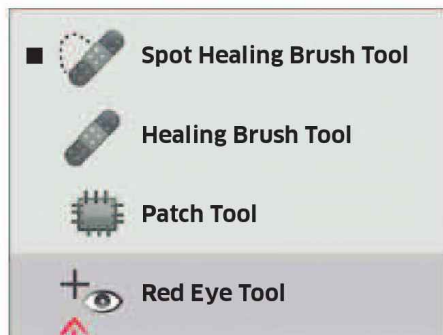 Spot Healing Brush Tool
Healing Brush Tool
Patch Tool
Red Eye Tool